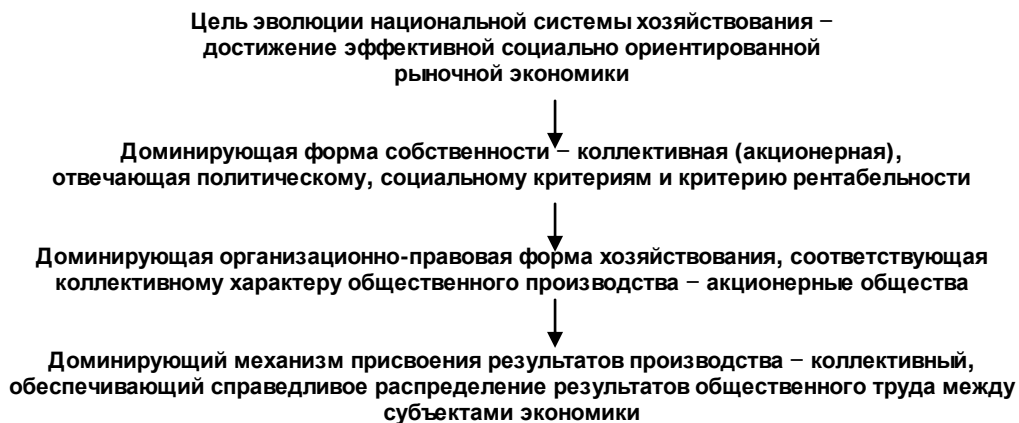 Цель эволюции национальной системы хозяйствования –
достижение эффективной социально ориентированной
рыночной экономики
Доминирующая форма собственности – коллективная (акционерная),
отвечающая политическому, социальному критериям и критерию рентабельности
Доминирующая организационно-правовая форма хозяйствования, соответствующая
коллективному характеру общественного производства – акционерные общества
Доминирующий механизм присвоения результатов производства – коллективный,
обеспечивающий справедливое распределение результатов общественного труда между
субъектами экономики